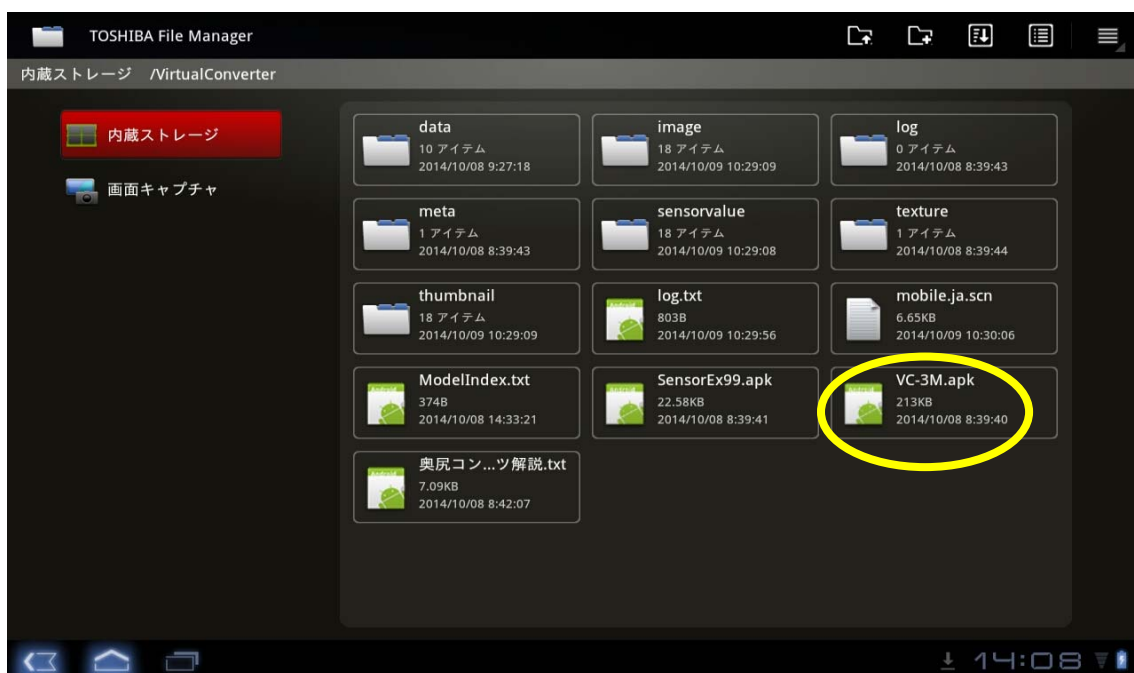 TOSHIBA File Manager
内蔵ストレージ /VirtualConverter
内蔵ストレージ
画面キャプチャ
data
10 アイテム
2014/10/08 9:27:18
image
18 アイテム
2014/10/09 10:29:09
log
0 アイテム
2014/10/08 8:39:43
meta
1 アイテム
2014/10/08 8:39:43
sensorvalue
18 アイテム
2014/10/09 10:29:08
texture
1 アイテム
2014/10/08 8:39:44
thumbnail
18 アイテム
2014/10/09 10:29:09
log.txt
803B
2014/10/09 10:29:56
mobile.ja.scn
6.65KB
2014/10/09 10:30:06
ModelIndex.txt
374B
2014/10/08 14:33:21
SensorEx99.apk
22.58KB
2014/10/08 8:39:41
VC-3M.apk
213KB
2014/10/08 8:39:40
奥尻コン...ツ解説.txt
7.09KB
2014/10/08 8:42:07
14:08